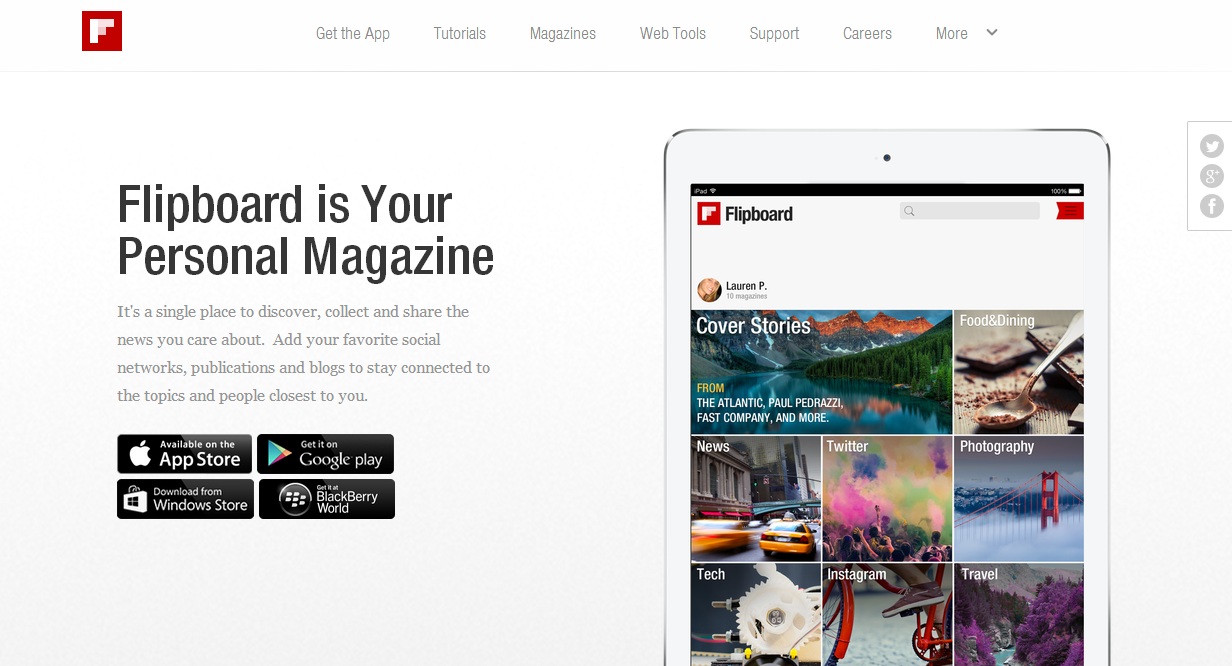 Get the App
Tutorials
Magazines
Web Tools
Support
Careers
More
Flipboard is Your
Personal Magazine
It's a single place to discover, collect and share the
news you care about.  Add your favorite social
networks, publications and blogs to stay connected to
the topics and people closest to you.
Available on the
App Store
Get it on
Google play
Download from
Windows Store
Get it at
BlackBerry
World
iPad
100%
Flipboard
Lauren P.
10 magazines
Cover Stories
FROM
THE ATLANTIC, PAUL PEDRAZZI,
FAST COMPANY, AND MORE.
Food&Dining
News
Twitter
Photography
Tech
Instagram
Travel